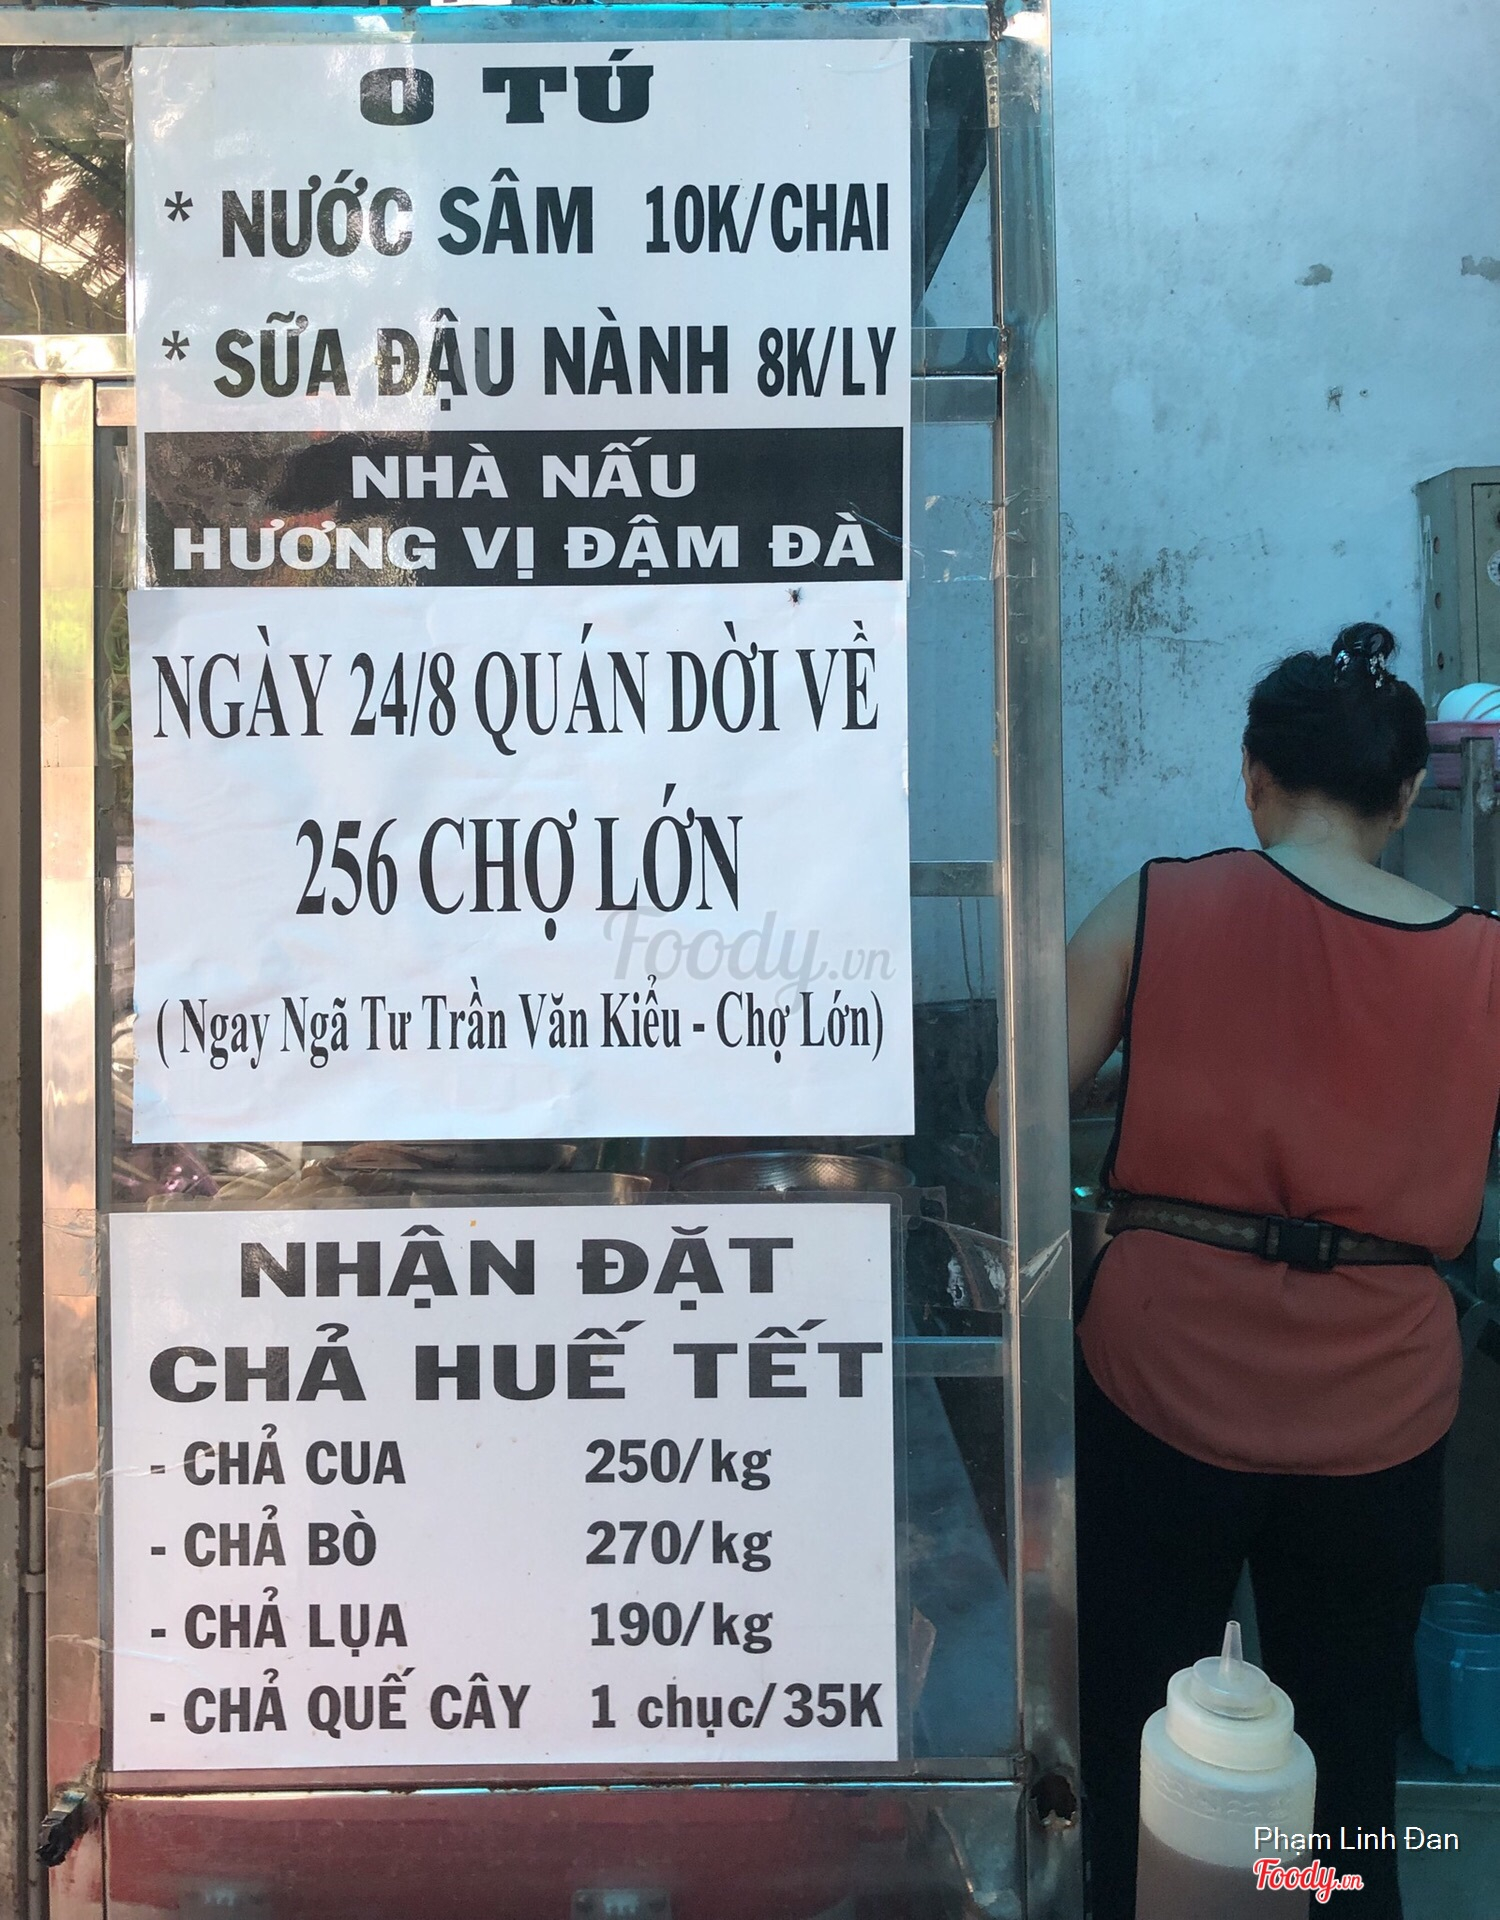 O TÚ
* NƯỚC SÂM 10K/CHAI
* SỮA ĐẬU NÀNH 8K/LY
NHÀ NẤU
HƯƠNG VỊ ĐẬM ĐÀ
NGÀY 24/8 QUÁN DỜI VỀ
256 CHỢ LỚN
Foody.vn
( Ngay Ngã Tư Trần Văn Kiểu - Chợ Lớn)
NHẬN ĐẶT
CHẢ HUẾ TẾT
- CHẢ CUA 250/kg
- CHẢ BÒ 270/kg
- CHẢ LỤA 190/kg
- CHẢ QUẾ CÂY 1 chục/35K
Phạm Linh Đan
Foody.vn